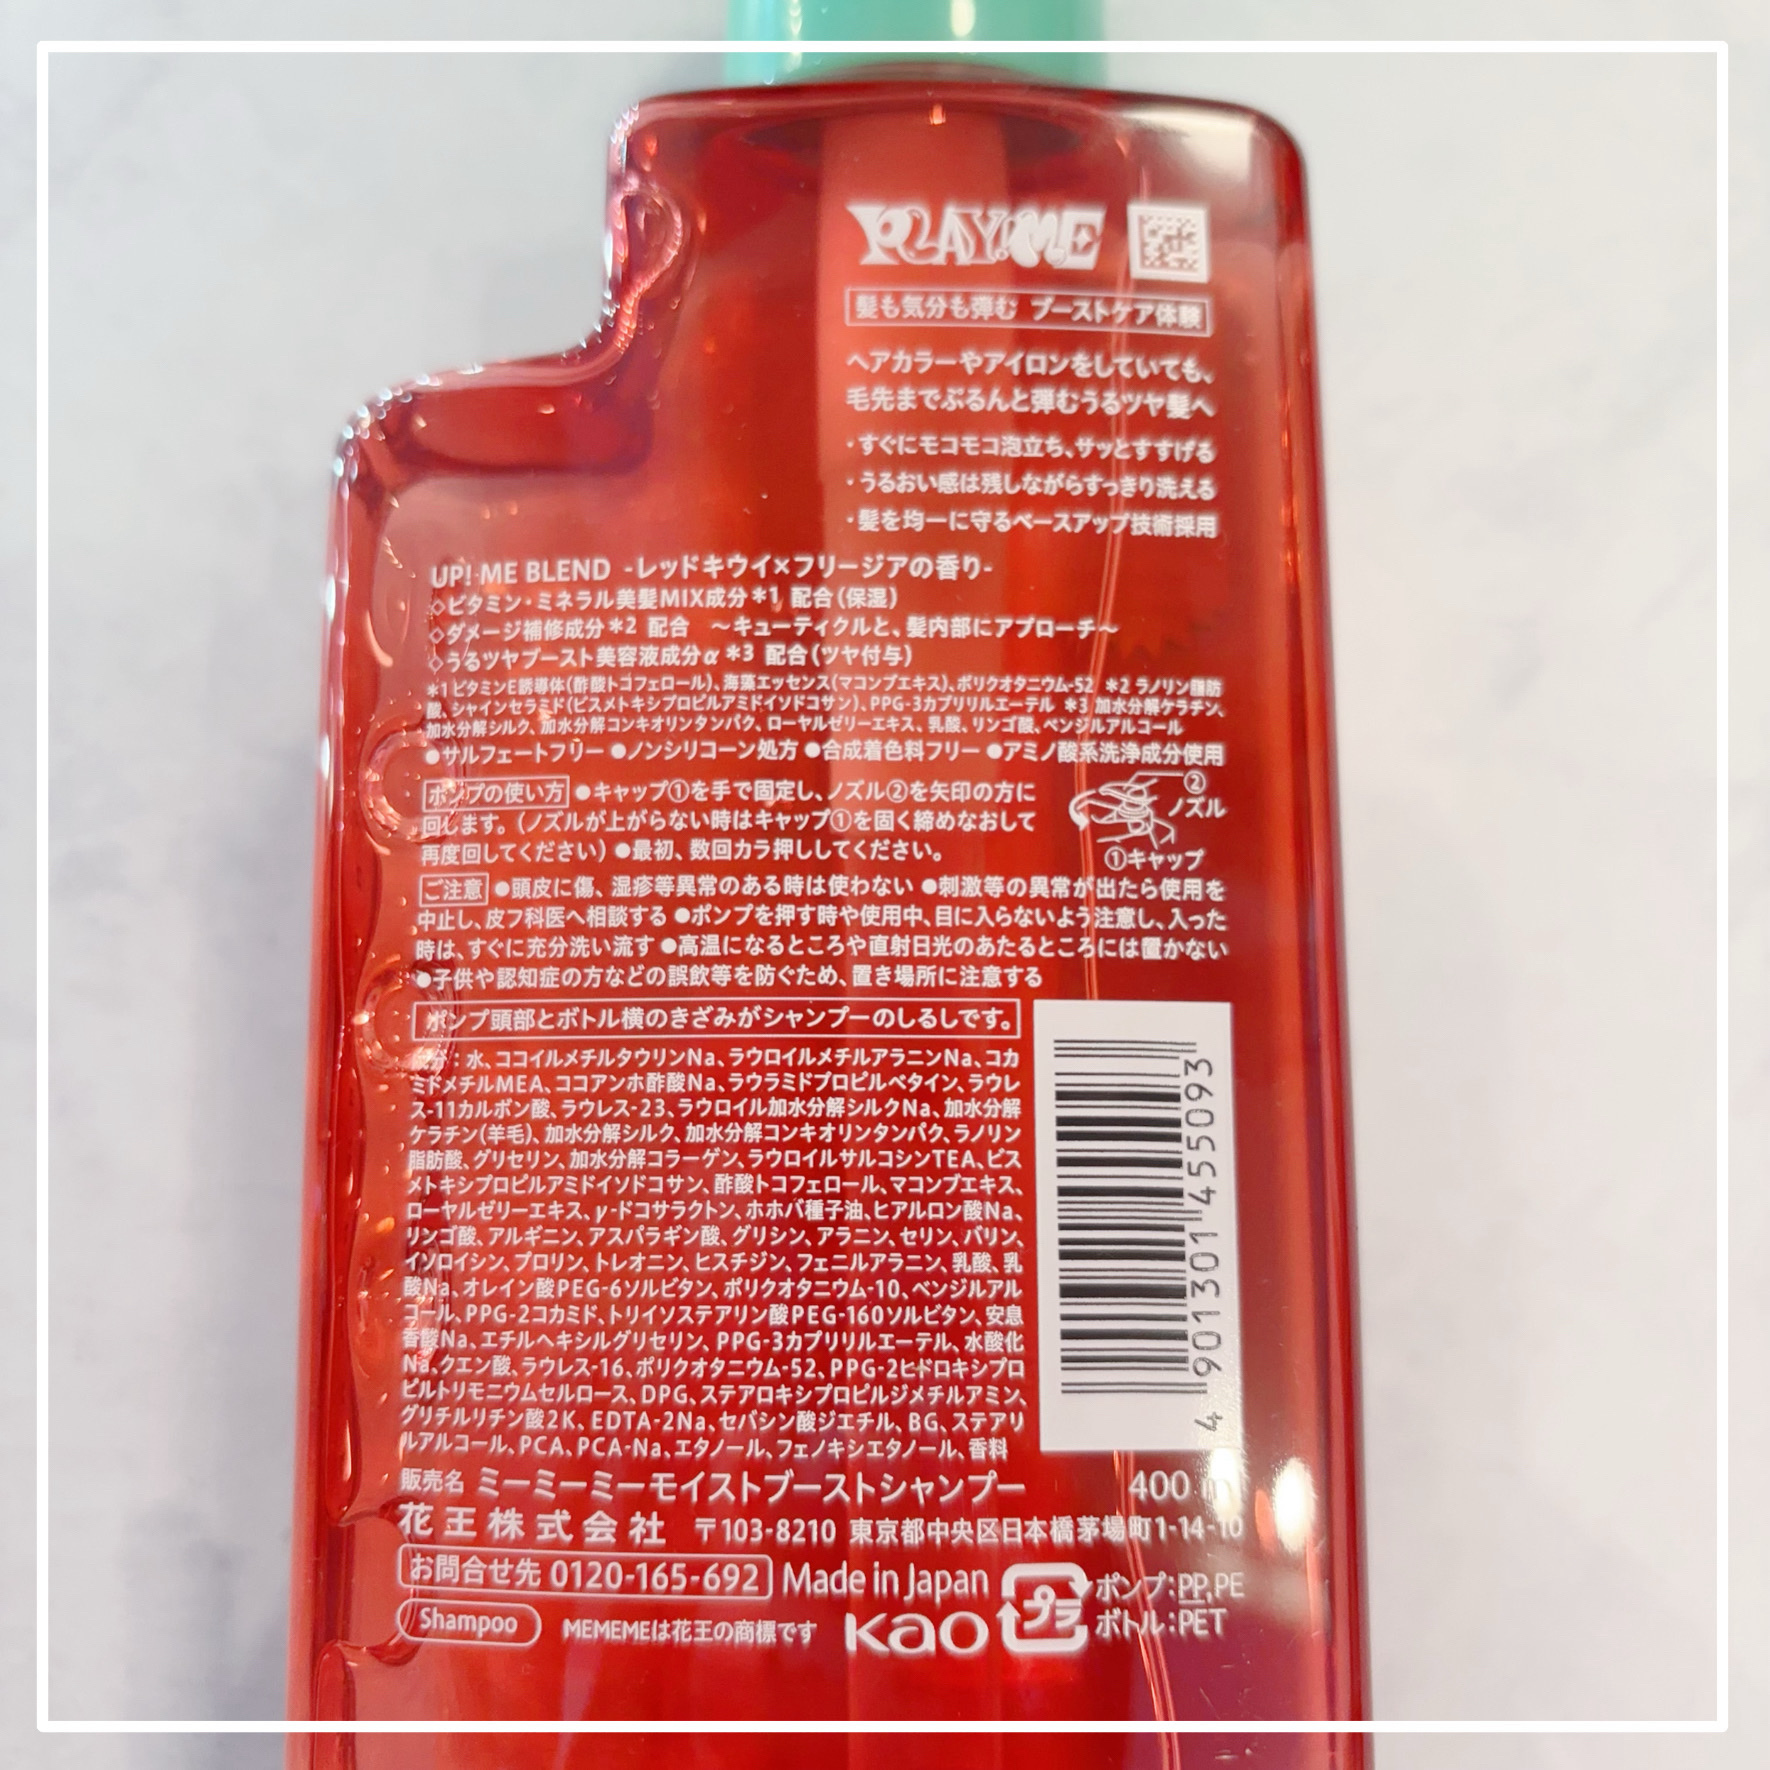 PLAY!ME
髪も気分も弾む ブーストケア体験
ヘアカラーやアイロンをしていても、
毛先までぷるんと弾むうるツヤ髪へ
・すぐにモコモコ泡立ち、サッとすすげる
・うるおい感は残しながらすっきり洗える
・髪を均一に守るベースアップ技術採用
UP!・ME BLEND -レッドキウイ×フリージアの香り-
◇ビタミン・ミネラル美髪MIX成分*1 配合(保湿)
◇ダメージ補修成分*2 配合 ～キューティクルと、髪内部にアプローチ～
◇うるツヤブースト美容液成分α*3 配合(ツヤ付与)
*1 ビタミンE誘導体(酢酸トコフェロール)、海藻エッセンス(マコンブエキス)、ポリクオタニウム-52 *2 ラノリン脂肪
酸、シャインセラミド(ビスメトキシプロピルアミドイソドコサン)、PPG-3カプリリルエーテル *3 加水分解ケラチン、
加水分解シルク、加水分解コンキオリンタンパク、ローヤルゼリーエキス、乳酸、リンゴ酸、ベンジルアルコール
●サルフェートフリー ●ノンシリコーン処方 ●合成着色料フリー ●アミノ酸系洗浄成分使用
ポンプの使い方 ●キャップ①を手で固定し、ノズル②を矢印の方に
回します。(ノズルが上がらない時はキャップ①を固く締めなおして
再度回してください) ●最初、数回カラ押ししてください。
②
ノズル
①キャップ
ご注意 ●頭皮に傷、湿疹等異常のある時は使わない ●刺激等の異常が出たら使用を
中止し、皮フ科医へ相談する ●ポンプを押す時や使用中、目に入らないよう注意し、入った
時は、すぐに充分洗い流す ●高温になるところや直射日光のあたるところには置かない
●子供や認知症の方などの誤飲等を防ぐため、置き場所に注意する
ポンプ頭部とボトル横のきざみがシャンプーのしるしです。
成分:水、ココイルメチルタウリンNa、ラウロイルメチルアラニンNa、コカ
ミドメチルMEA、ココアンホ酢酸Na、ラウラミドプロピルベタイン、ラウレ
ス-11カルボン酸、ラウレス-23、ラウロイル加水分解シルクNa、加水分解
ケラチン(羊毛)、加水分解シルク、加水分解コンキオリンタンパク、ラノリン
脂肪酸、グリセリン、加水分解コラーゲン、ラウロイルサルコシンTEA、ビス
メトキシプロピルアミドイソドコサン、酢酸トコフェロール、マコンブエキス、
ローヤルゼリーエキス、γ-ドコサラクトン、ホホバ種子油、ヒアルロン酸Na、
リンゴ酸、アルギニン、アスパラギン酸、グリシン、アラニン、セリン、バリン、
イソロイシン、プロリン、トレオニン、ヒスチジン、フェニルアラニン、乳酸、乳
酸Na、オレイン酸PEG-6ソルビタン、ポリクオタニウム-10、ベンジルアル
コール、PPG-2コカミド、トリイソステアリン酸PEG-160ソルビタン、安息
香酸Na、エチルヘキシルグリセリン、PPG-3カプリリルエーテル、水酸化
Na、クエン酸、ラウレス-16、ポリクオタニウム-52、PPG-2ヒドロキシプロ
ピルトリモニウムセルロース、DPG、ステアロキシプロピルジメチルアミン、
グリチルリチン酸2K、EDTA-2Na、セバシン酸ジエチル、BG、ステアリ
ルアルコール、PCA、PCA-Na、エタノール、フェノキシエタノール、香料
4 901301 455093
販売名 ミーミーミーモイストブーストシャンプー 400 ml
花王株式会社 〒103-8210 東京都中央区日本橋茅場町1-14-10
お問合せ先 0120-165-692 Made in Japan
プラ
ポンプ:PP,PE
ボトル:PET
Shampoo MEMEMEは花王の商標です Kao